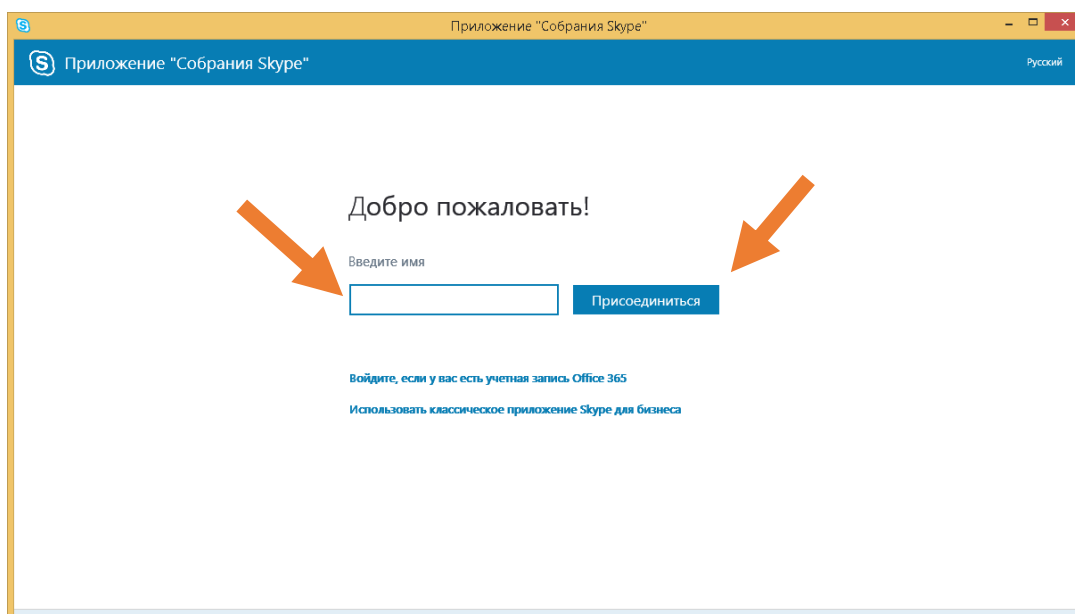 Приложение "Собрания Skype"
Приложение "Собрания Skype"
Русский
Добро пожаловать!
Введите имя
Присоединиться
Войдите, если у вас есть учетная запись Office 365
Использовать классическое приложение Skype для бизнеса